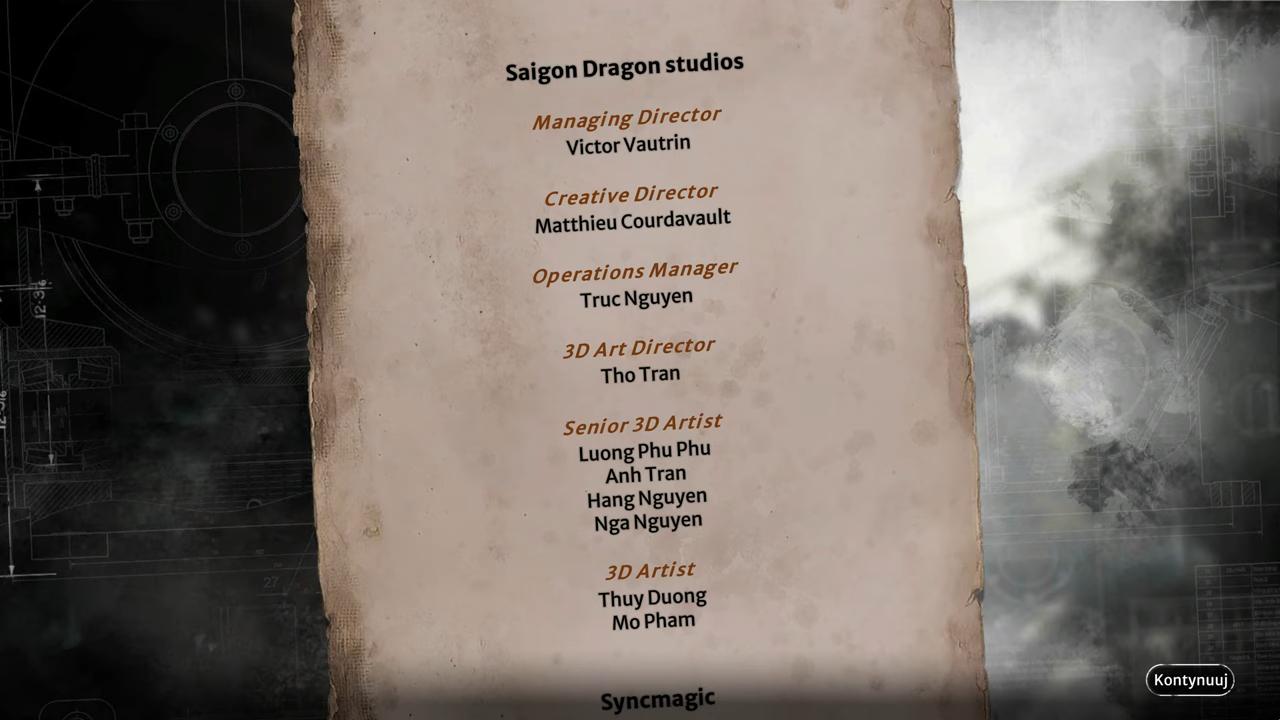 Saigon Dragon studios
Managing Director
Victor Vautrin
Creative Director
Matthieu Courdavault
Operations Manager
Truc Nguyen
3D Art Director
Tho Tran
Senior 3D Artist
Luong Phu Phu
Anh Tran
Hang Nguyen
Nga Nguyen
3D Artist
Thuy Duong
Mo Pham
Syncmagic
Kontynuuj
27